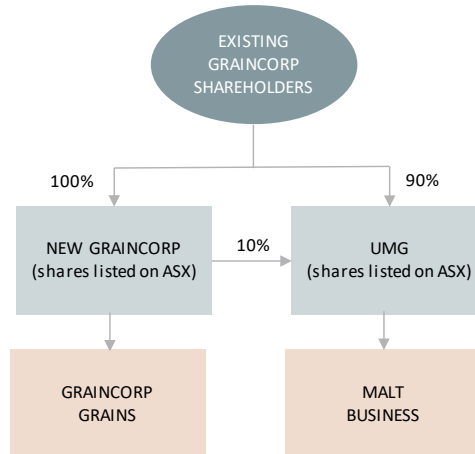 EXISTING
GRAINCORP
SHAREHOLDERS
100%
90%
NEW GRAINCORP
(shares listed on ASX)
10%
UMG
(shares listed on ASX)
GRAINCORP
GRAINS
MALT
BUSINESS